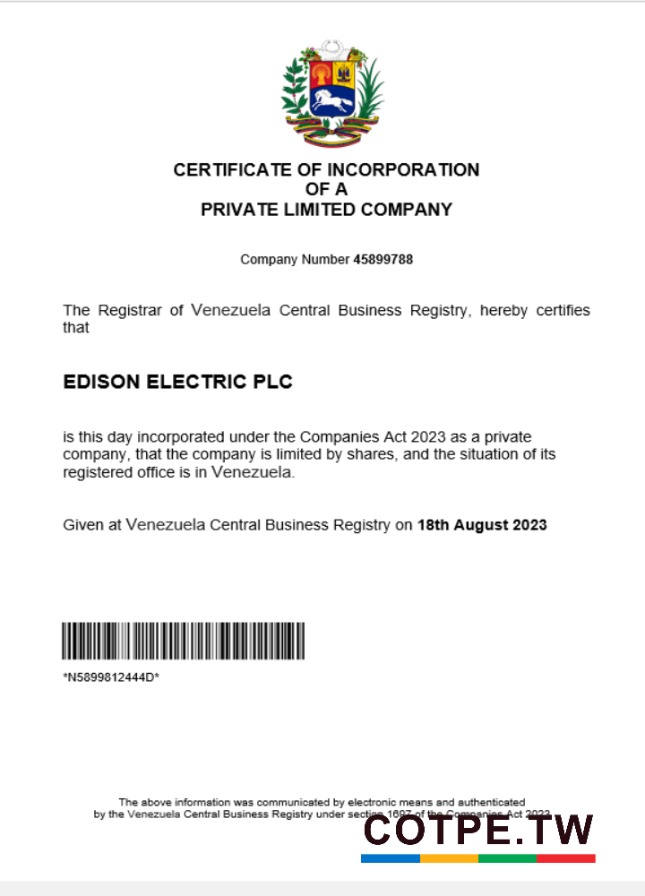 CERTIFICATE OF INCORPORATION
OF A
PRIVATE LIMITED COMPANY
Company Number 45899788
The Registrar of Venezuela Central Business Registry, hereby certifies
that
EDISON ELECTRIC PLC
is this day incorporated under the Companies Act 2023 as a private
company, that the company is limited by shares, and the situation of its
registered office is in Venezuela.
Given at Venezuela Central Business Registry on 18th August 2023
*N5899812444D*
The above information was communicated by electronic means and authenticated
by the Venezuela Central Business Registry under section 1697 of the Companies Act 2023
COTPE.TW